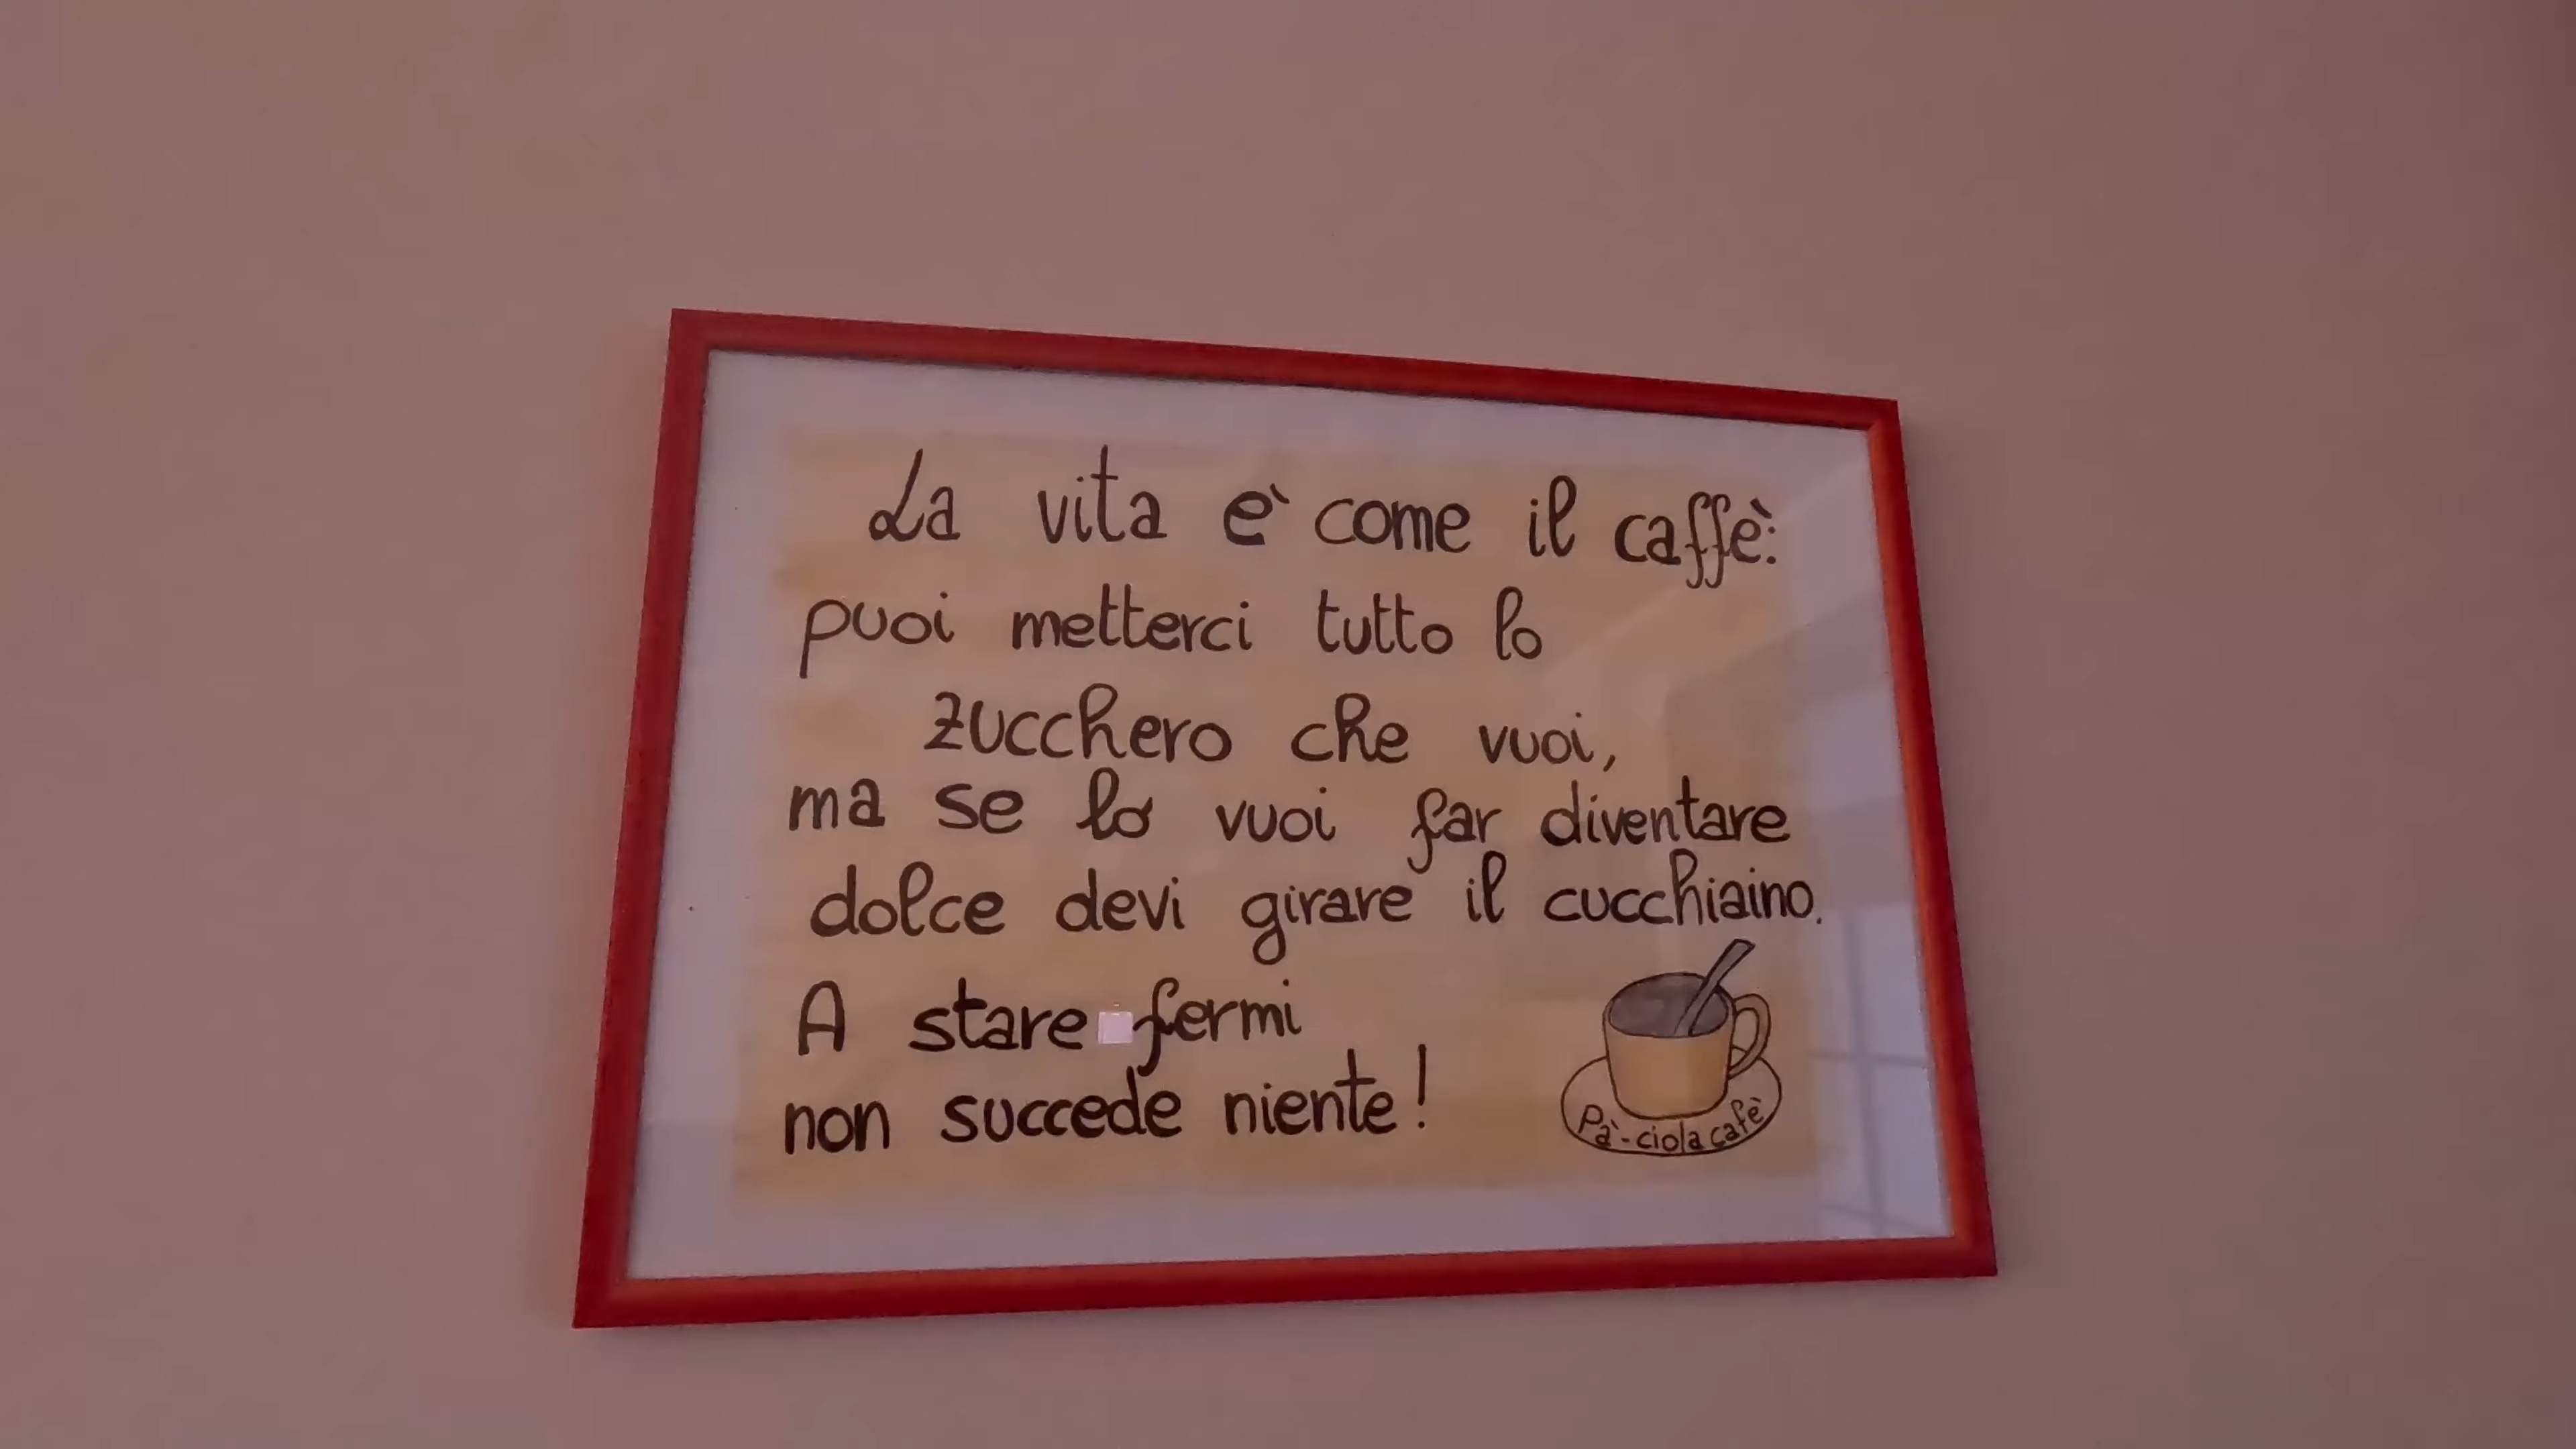 La vita è come il caffè:
puoi metterci tutto lo
zucchero che vuoi,
ma se lo vuoi far diventare
dolce devi girare il cucchiaino.
A stare fermi
non succede niente!
Pà-ciola cafè